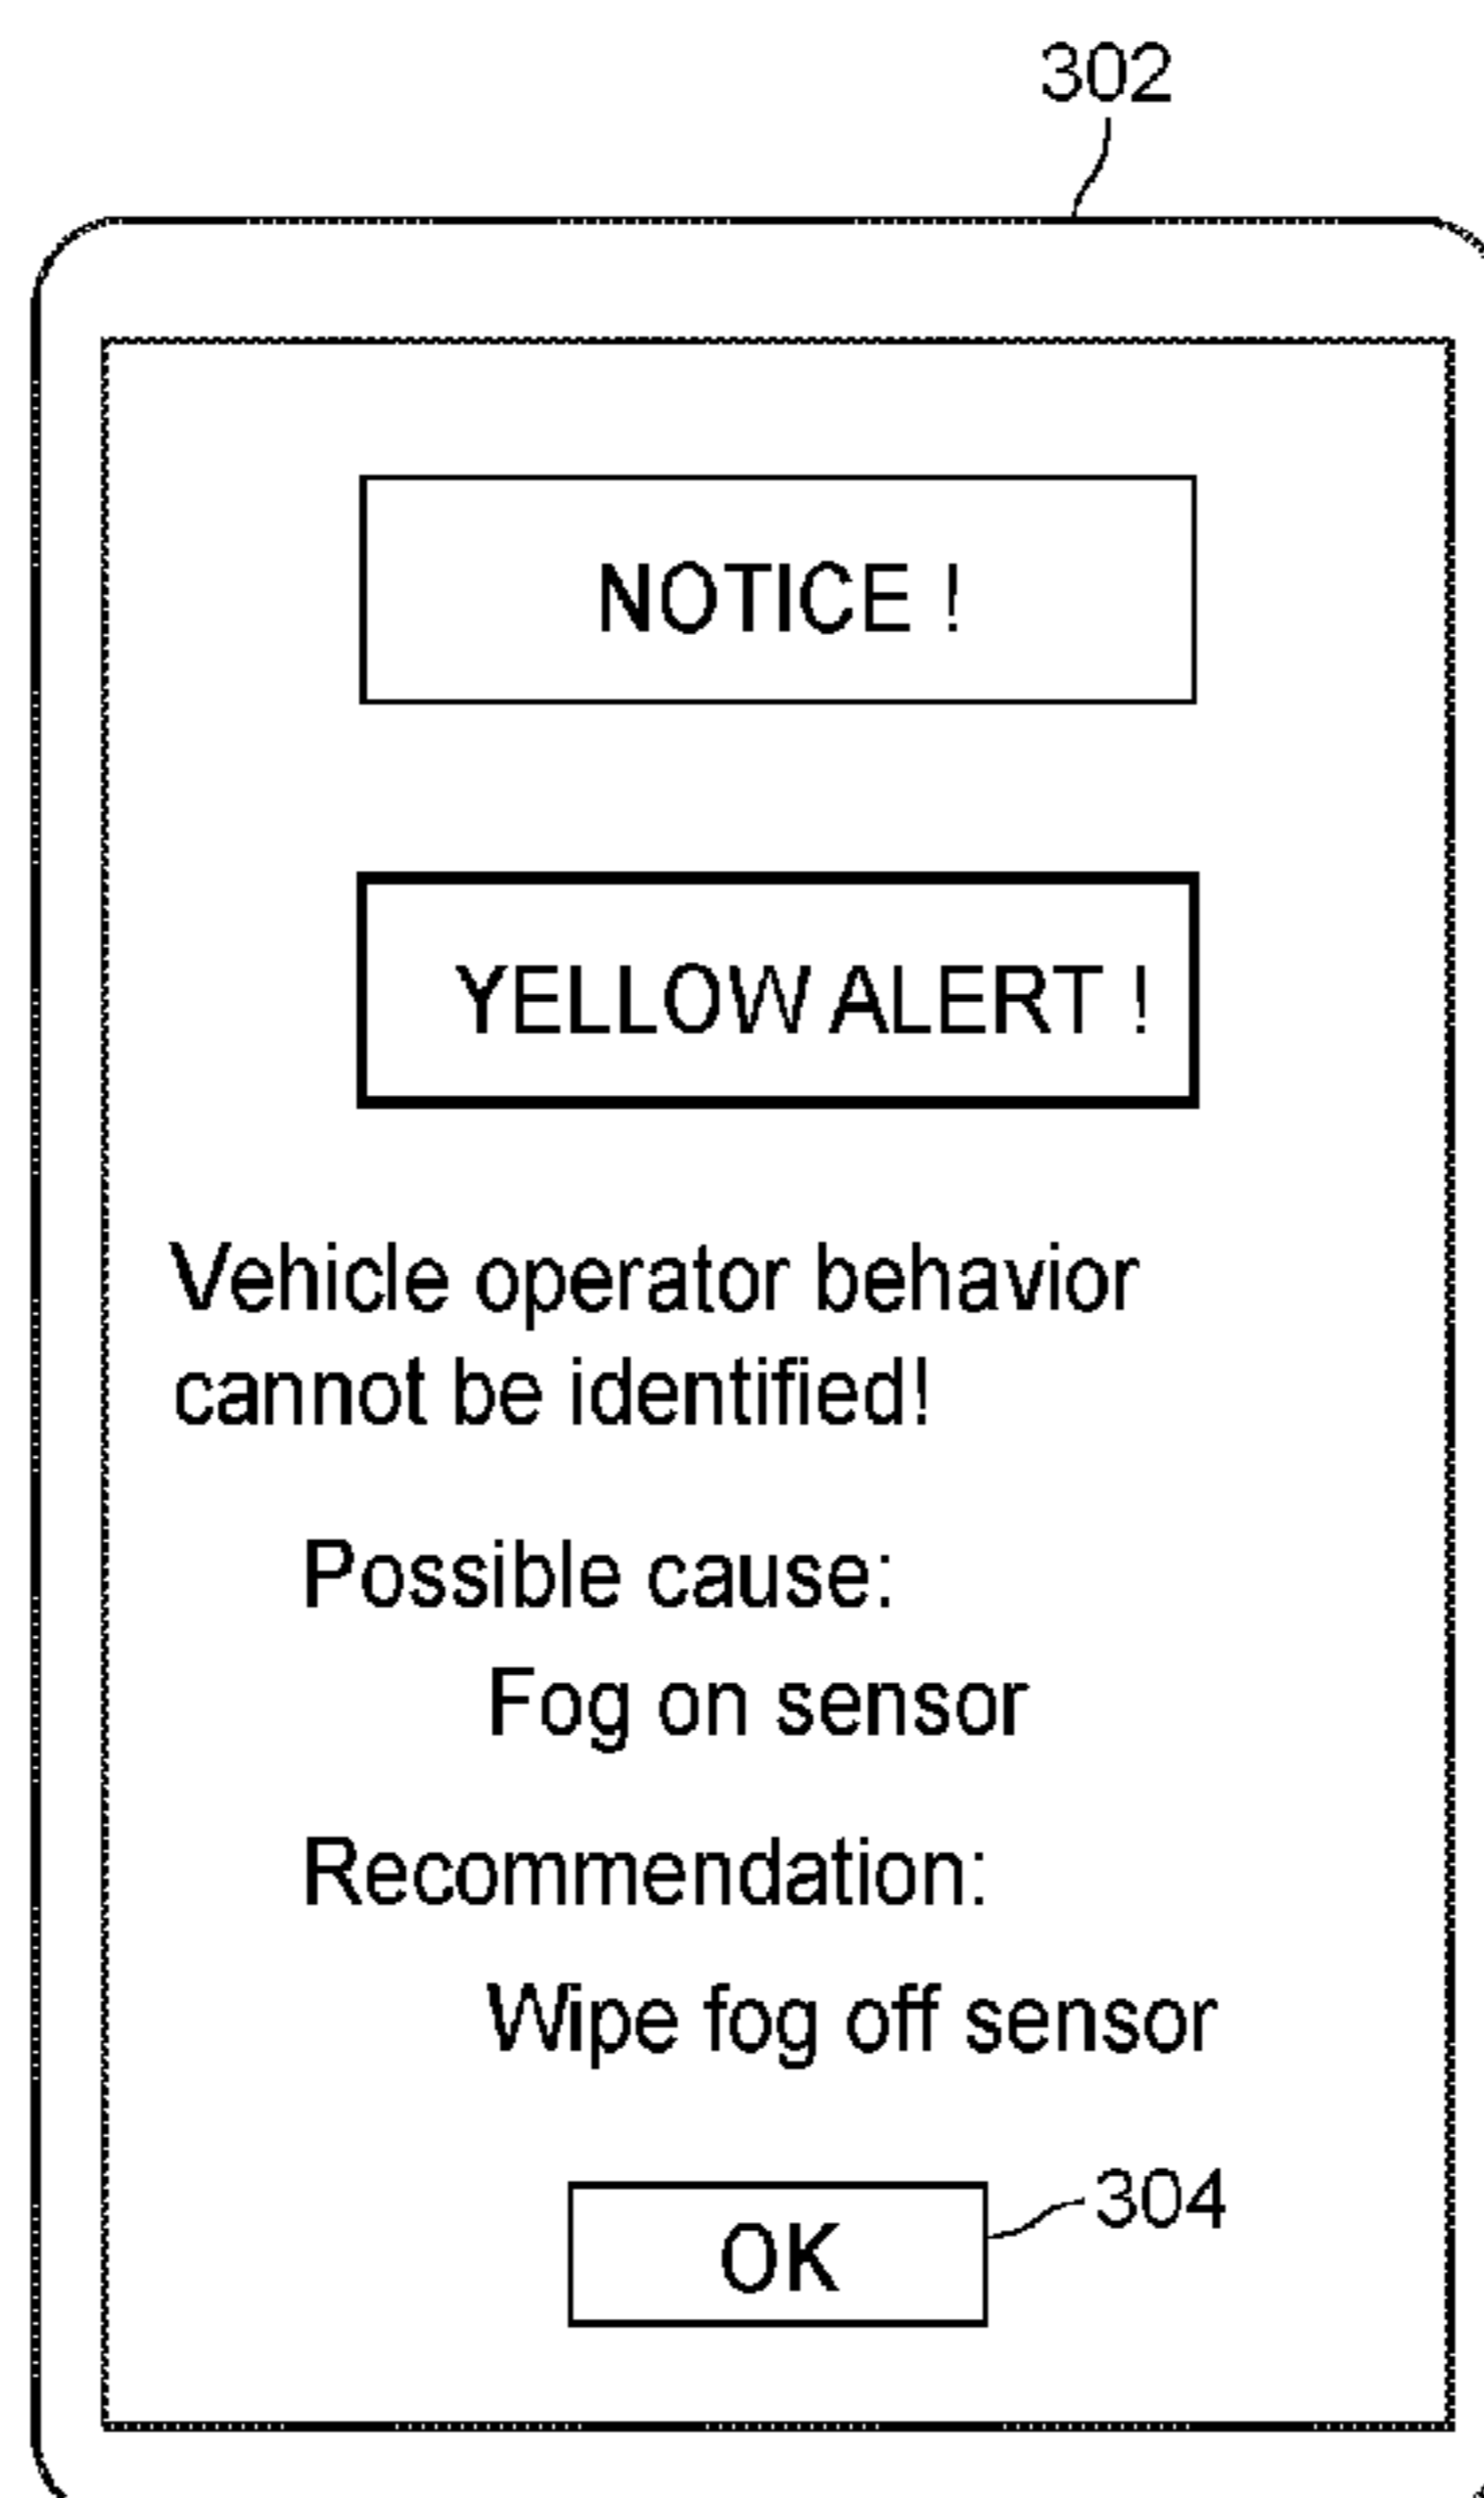 302
NOTICE !
YELLOW ALERT !
Vehicle operator behavior
cannot be identified!
Possible cause:
Fog on sensor
Recommendation:
Wipe fog off sensor
OK
304